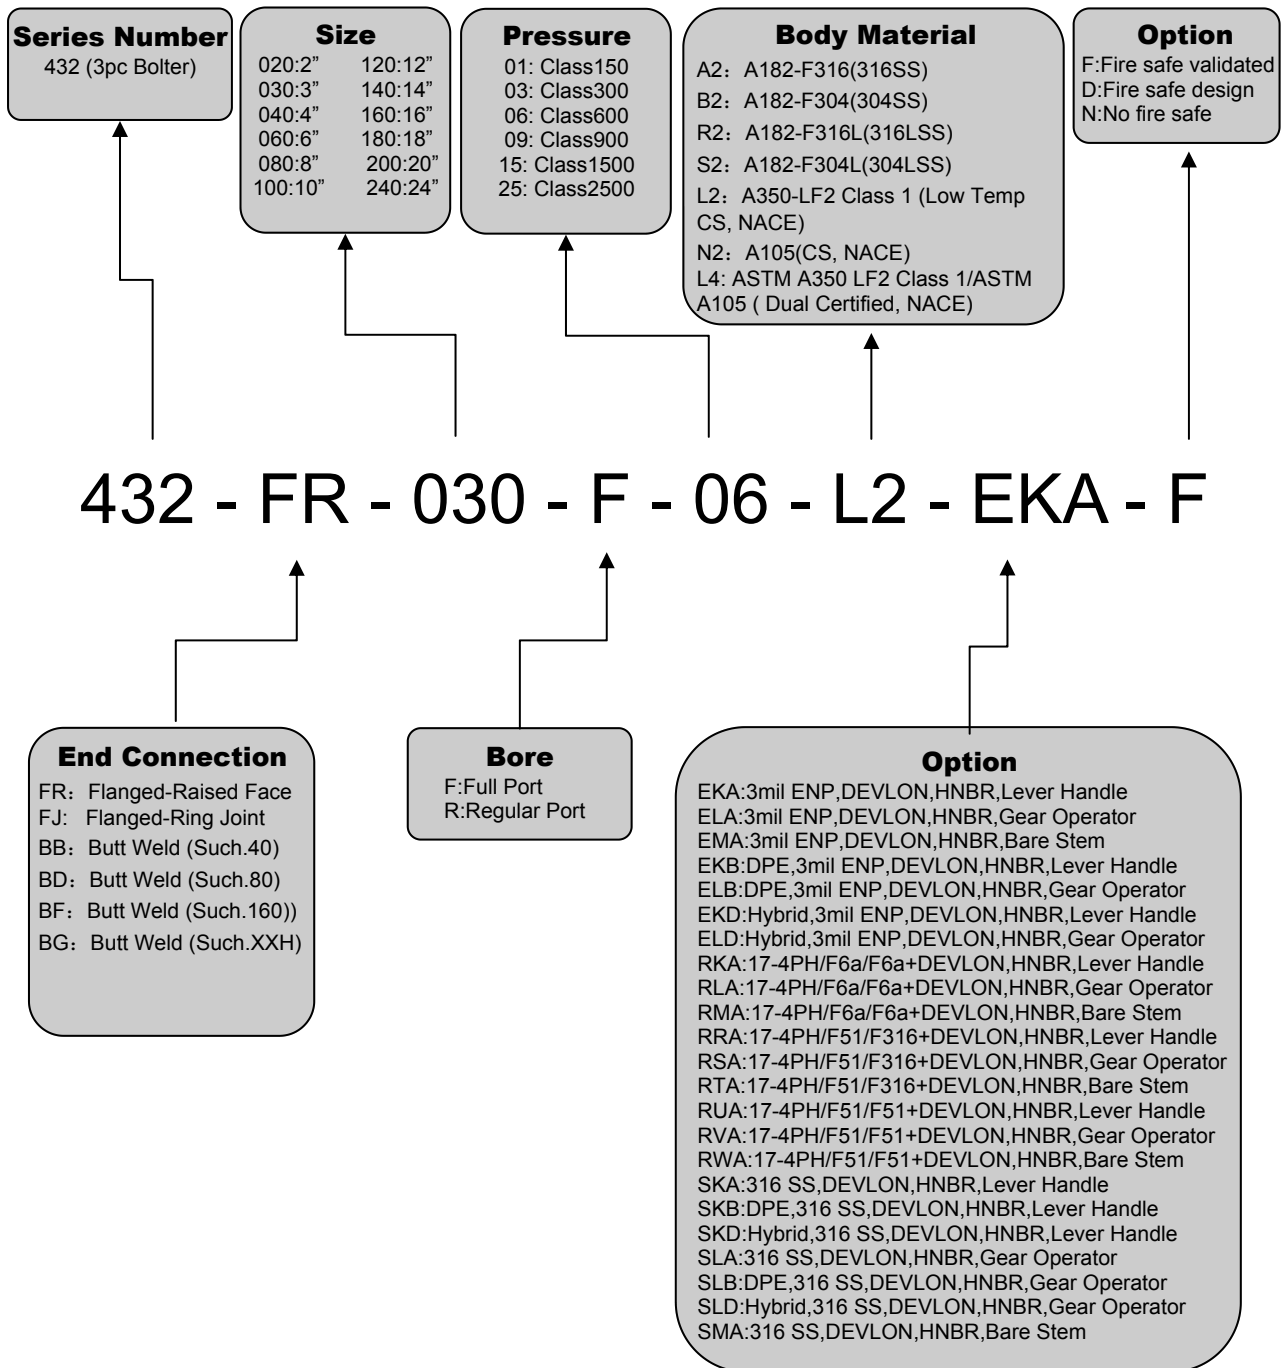 Series Number
432 (3pc Bolter)
Size
020:2” 120:12”
030:3” 140:14”
040:4” 160:16”
060:6” 180:18”
080:8” 200:20”
100:10” 240:24”
Pressure
01: Class150
03: Class300
06: Class600
09: Class900
15: Class1500
25: Class2500
Body Material
A2：A182-F316(316SS)
B2：A182-F304(304SS)
R2：A182-F316L(316LSS)
S2：A182-F304L(304LSS)
L2：A350-LF2 Class 1 (Low Temp
CS, NACE)
N2：A105(CS, NACE)
L4: ASTM A350 LF2 Class 1/ASTM
A105 ( Dual Certified, NACE)
Option
F:Fire safe validated
D:Fire safe design
N:No fire safe
432 - FR - 030 - F - 06 - L2 - EKA - F
End Connection
FR：Flanged-Raised Face
FJ: Flanged-Ring Joint
BB：Butt Weld (Such.40)
BD：Butt Weld (Such.80)
BF：Butt Weld (Such.160))
BG：Butt Weld (Such.XXH)
Bore
F:Full Port
R:Regular Port
Option
EKA:3mil ENP,DEVLON,HNBR,Lever Handle
ELA:3mil ENP,DEVLON,HNBR,Gear Operator
EMA:3mil ENP,DEVLON,HNBR,Bare Stem
EKB:DPE,3mil ENP,DEVLON,HNBR,Lever Handle
ELB:DPE,3mil ENP,DEVLON,HNBR,Gear Operator
EKD:Hybrid,3mil ENP,DEVLON,HNBR,Lever Handle
ELD:Hybrid,3mil ENP,DEVLON,HNBR,Gear Operator
RKA:17-4PH/F6a/F6a+DEVLON,HNBR,Lever Handle
RLA:17-4PH/F6a/F6a+DEVLON,HNBR,Gear Operator
RMA:17-4PH/F6a/F6a+DEVLON,HNBR,Bare Stem
RRA:17-4PH/F51/F316+DEVLON,HNBR,Lever Handle
RSA:17-4PH/F51/F316+DEVLON,HNBR,Gear Operator
RTA:17-4PH/F51/F316+DEVLON,HNBR,Bare Stem
RUA:17-4PH/F51/F51+DEVLON,HNBR,Lever Handle
RVA:17-4PH/F51/F51+DEVLON,HNBR,Gear Operator
RWA:17-4PH/F51/F51+DEVLON,HNBR,Bare Stem
SKA:316 SS,DEVLON,HNBR,Lever Handle
SKB:DPE,316 SS,DEVLON,HNBR,Lever Handle
SKD:Hybrid,316 SS,DEVLON,HNBR,Lever Handle
SLA:316 SS,DEVLON,HNBR,Gear Operator
SLB:DPE,316 SS,DEVLON,HNBR,Gear Operator
SLD:Hybrid,316 SS,DEVLON,HNBR,Gear Operator
SMA:316 SS,DEVLON,HNBR,Bare Stem